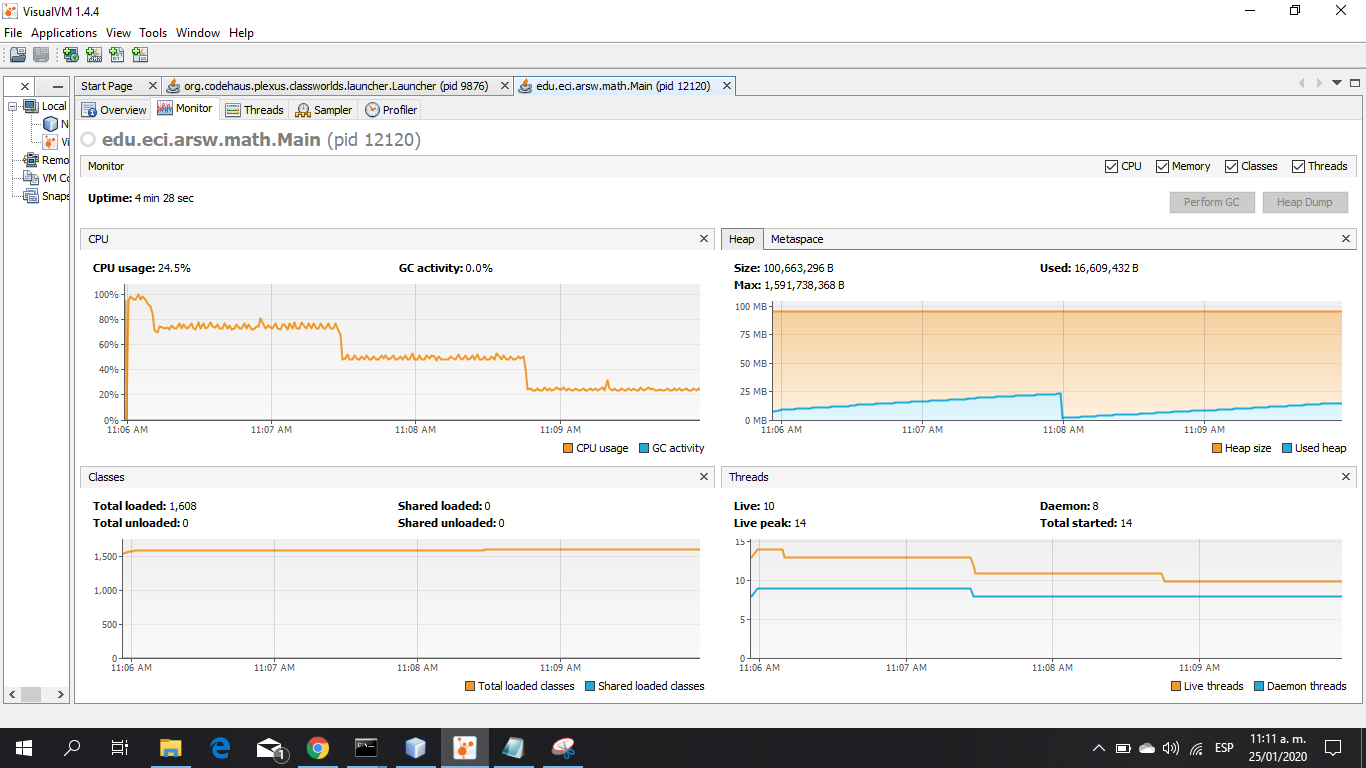 VisualVM 1.4.4
File Applications View Tools Window Help
Start Page
org.codehaus.plexus.classworlds.launcher.Launcher (pid 9876)
edu.eci.arsw.math.Main (pid 12120)
Local
Overview Monitor Threads Sampler Profiler
N
Vi
edu.eci.arsw.math.Main (pid 12120)
Remo
VM Co
Snaps
Monitor
CPU Memory Classes Threads
Uptime: 4 min 28 sec
Perform GC Heap Dump
CPU
CPU usage: 24.5% GC activity: 0.0%
100%
80%
60%
40%
20%
0%
11:06 AM 11:07 AM 11:08 AM 11:09 AM
CPU usage GC activity
Heap Metaspace
Size: 100,663,296 B Used: 16,609,432 B
Max: 1,591,738,368 B
100 MB
75 MB
50 MB
25 MB
0 MB
11:06 AM 11:07 AM 11:08 AM 11:09 AM
Heap size Used heap
Classes
Total loaded: 1,608 Shared loaded: 0
Total unloaded: 0 Shared unloaded: 0
1,500
1,000
500
0
11:06 AM 11:07 AM 11:08 AM 11:09 AM
Total loaded classes Shared loaded classes
Threads
Live: 10 Daemon: 8
Live peak: 14 Total started: 14
15
10
5
0
11:06 AM 11:07 AM 11:08 AM 11:09 AM
Live threads Daemon threads
1
ESP
11:11 a. m.
25/01/2020